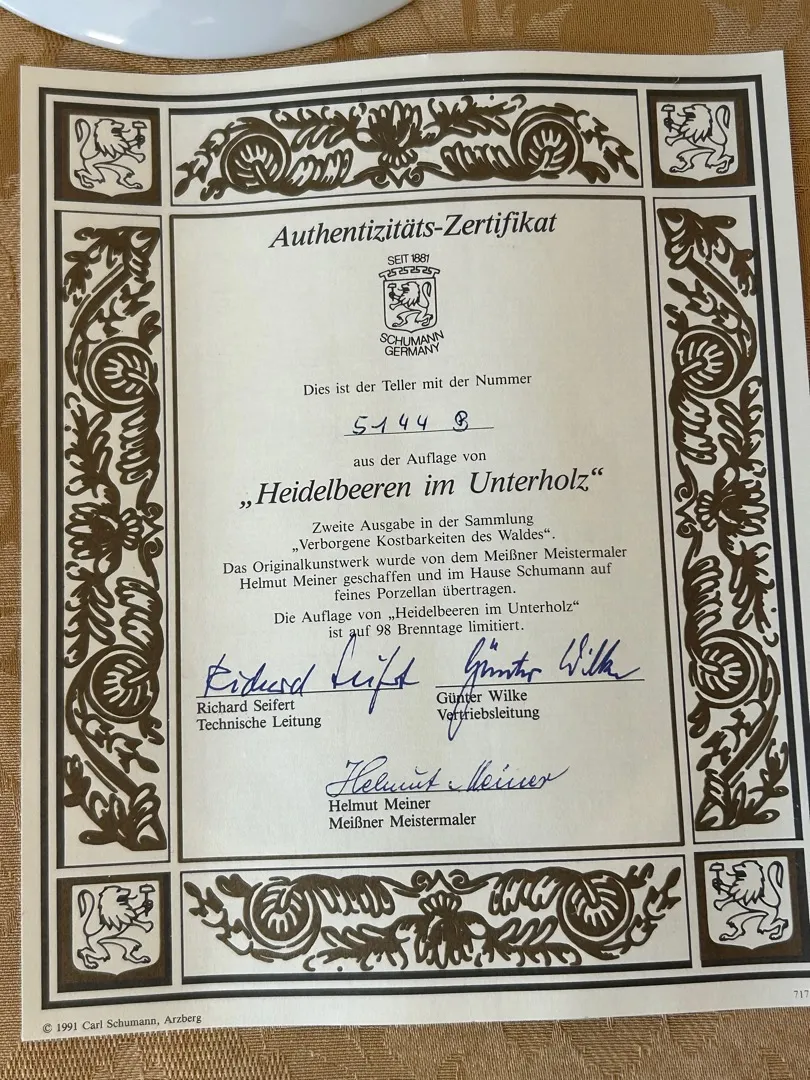 Authentizitäts-Zertifikat
SEIT 1881
SCHUMANN
GERMANY
Dies ist der Teller mit der Nummer
5144 B
aus der Auflage von
„Heidelbeeren im Unterholz“
Zweite Ausgabe in der Sammlung
„Verborgene Kostbarkeiten des Waldes“.
Das Originalkunstwerk wurde von dem Meißner Meistermaler
Helmut Meiner geschaffen und im Hause Schumann auf
feines Porzellan übertragen.
Die Auflage von „Heidelbeeren im Unterholz“
ist auf 98 Brenntage limitiert.
Richard Seifert Günter Wilke
Richard Seifert Günter Wilke
Technische Leitung Vertriebsleitung
Helmut Meiner
Helmut Meiner
Meißner Meistermaler
© 1991 Carl Schumann, Arzberg
717